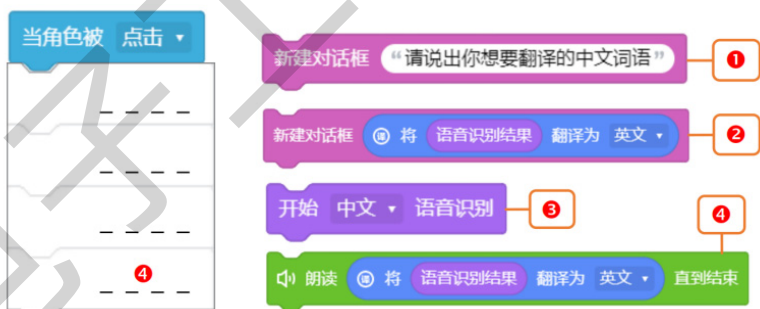 当角色被 点击
新建对话框 “请说出你想要翻译的中文词语” ❶
新建对话框 译 将 语音识别结果 翻译为 英文 ❷
开始 中文 语音识别 ❸
❹
❹
朗读 译 将 语音识别结果 翻译为 英文 直到结束